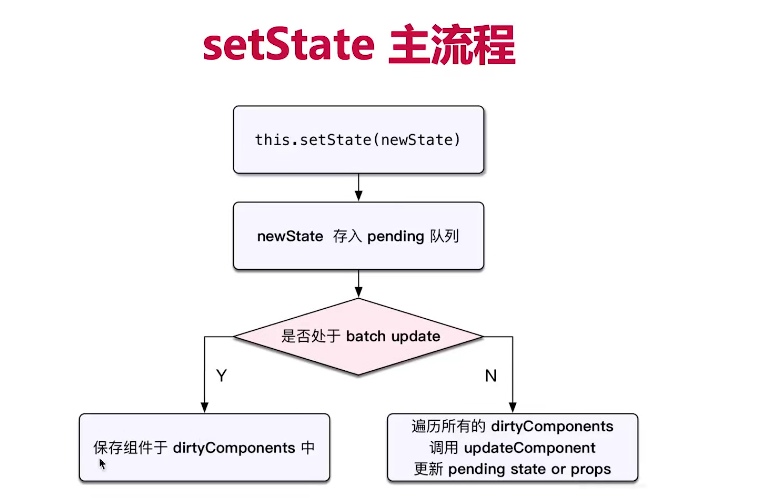 setState 主流程
this.setState(newState)
newState 存入 pending 队列
是否处于 batch update
Y
N
保存组件于 dirtyComponents 中
遍历所有的 dirtyComponents
调用 updateComponent
更新 pending state or props